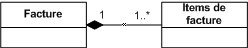 Facture
1
1..*
Items de
facture